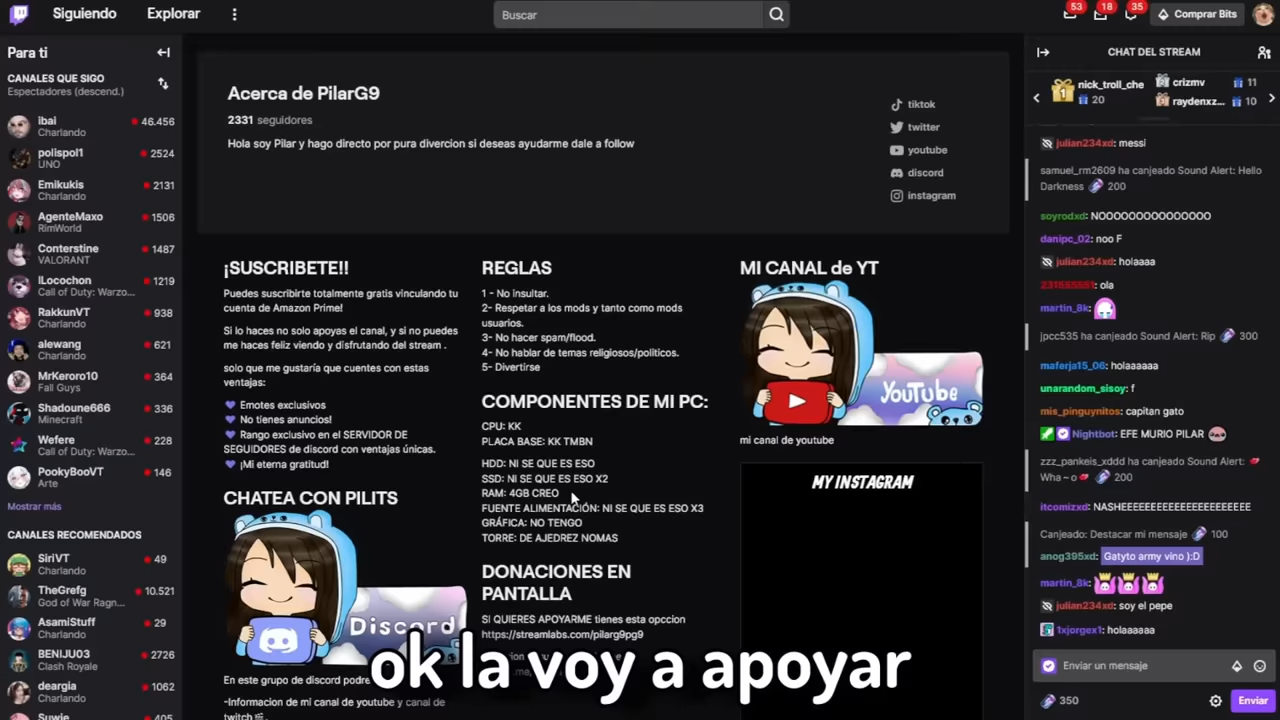 Siguiendo
Explorar
Buscar
53
18
35
Comprar Bits
Para ti
CANALES QUE SIGO
Espectadores (descend.)
ibai
46.456
Charlando
polispol1
2524
UNO
Emikukis
2131
Charlando
AgenteMaxo
1506
RimWorld
Conterstine
1487
VALORANT
lLocochon
1219
Call of Duty: Warzo...
RakkunVT
938
Charlando
alewang
621
Charlando
MrKeroro10
364
Fall Guys
Shadoune666
336
Minecraft
Wefere
228
Charlando
PookyBooVT
146
Arte
Mostrar más
CANALES RECOMENDADOS
SiriVT
49
Charlando
TheGrefg
10.521
God of War Ragn...
AsamiStuff
29
Charlando
BENIJU03
2726
Clash Royale
deargia
1062
Charlando
Suwie
405
Acerca de PilarG9
2331 seguidores
Hola soy Pilar y hago directo por pura divercion si deseas ayudarme dale a follow
tiktok
twitter
youtube
discord
instagram
¡SUSCRIBETE!!
Puedes suscribirte totalmente gratis vinculando tu
cuenta de Amazon Prime!
Si lo haces no solo apoyas el canal, y si no puedes
me haces feliz viendo y disfrutando del stream .
solo que me gustaría que cuentes con estas
ventajas:
Emotes exclusivos
No tienes anuncios!
Rango exclusivo en el SERVIDOR DE
SEGUIDORES de discord con ventajas únicas.
¡Mi eterna gratitud!
CHATEA CON PILITS
Discord
En este grupo de discord podre
-Informacion de mi canal de youtube y canal de
twitch
REGLAS
1 - No insultar.
2- Respetar a los mods y tanto como mods
usuarios.
3- No hacer spam/flood.
4- No hablar de temas religiosos/politicos.
5- Divertirse
COMPONENTES DE MI PC:
CPU: KK
PLACA BASE: KK TMBN
HDD: NI SE QUE ES ESO
SSD: NI SE QUE ES ESO X2
RAM: 4GB CREO
FUENTE ALIMENTACIÓN: NI SE QUE ES ESO X3
GRÁFICA: NO TENGO
TORRE: DE AJEDREZ NOMAS
DONACIONES EN
PANTALLA
SI QUIERES APOYARME tienes esta opccion
https://streamlabs.com/pilarg9pg9
MI CANAL de YT
YouTube
mi canal de youtube
MY INSTAGRAM
ok la voy a apoyar
CHAT DEL STREAM
nick_troll_che
20
crizmv
11
raydenxz...
10
julian234xd: messi
samuel_rm2609 ha canjeado Sound Alert: Hello
Darkness 200
soyrodxd: NOOOOOOOOOOOOOOO
danipc_02: noo F
julian234xd: holaaaa
: ola
martin_8k:
jpcc535 ha canjeado Sound Alert: Rip 300
maferja15_06: holaaaaaa
unarandom_sisoy: f
mis_pinguynitos: capitan gato
Nightbot: EFE MURIO PILAR
zzz_pankeis_xddd ha canjeado Sound Alert:
Wha~o 200
itcomizxd: NASHEEEEEEEEEEEEEEEEEEEEE
Canjeado: Destacar mi mensaje 100
anog395xd: Gatyto army vino ):D
martin_8k:
julian234xd: soy el pepe
1xjorgex1: holaaaaa
Enviar un mensaje
350
Enviar